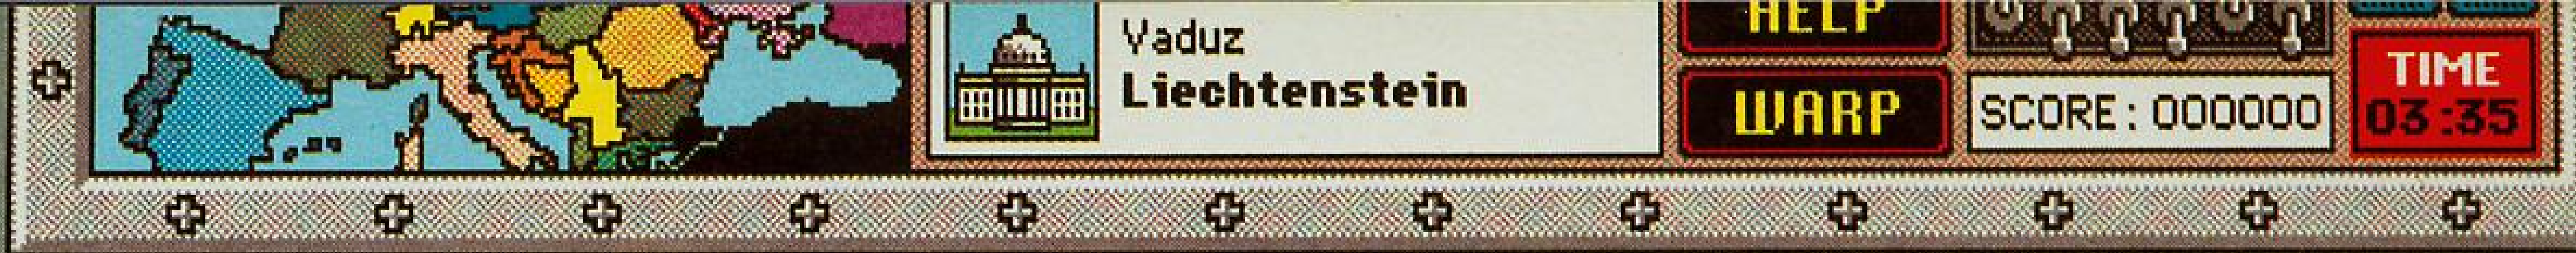 Vaduz
Liechtenstein
HELP
WARP
SCORE: 000000
TIME
03:35